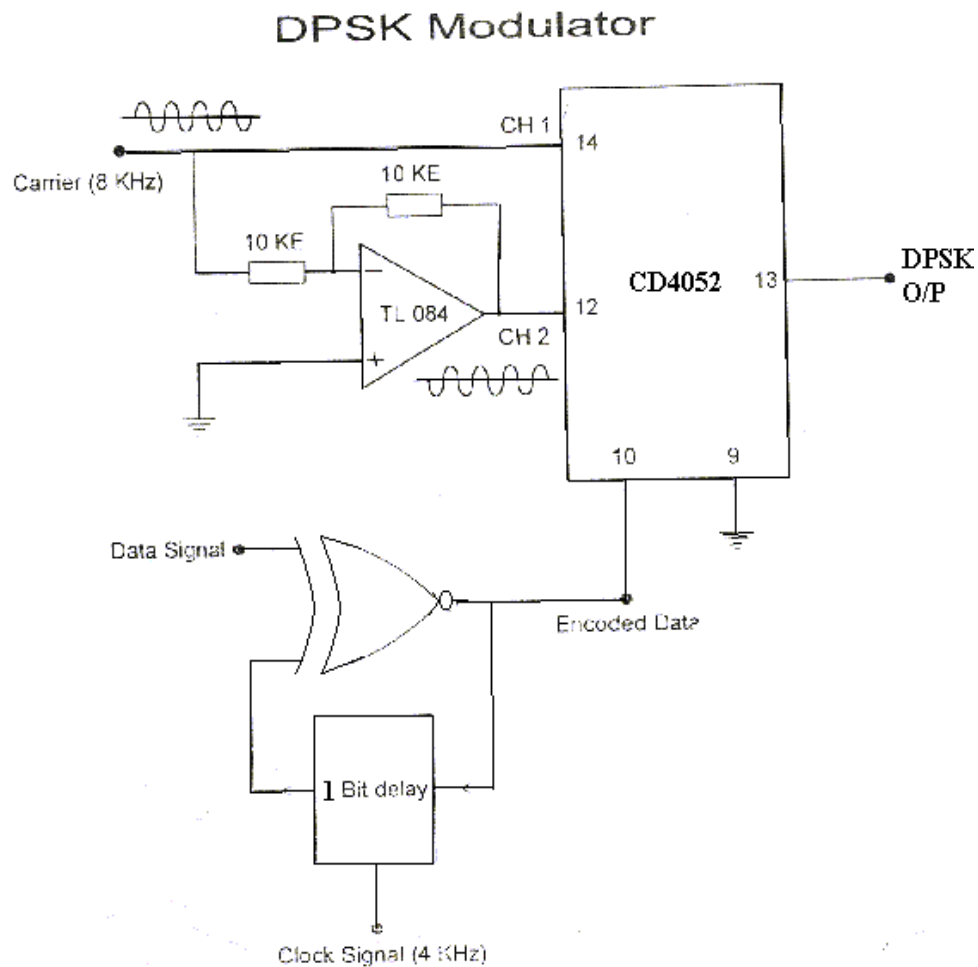 DPSK Modulator
CH 1
14
Carrier (8 KHz)
10 KE
10 KE
TL 084
CH 2
12
CD4052
13
DPSK
O/P
10
9
Data Signal
Encoded Data
1 Bit delay
Clock Signal (4 KHz)